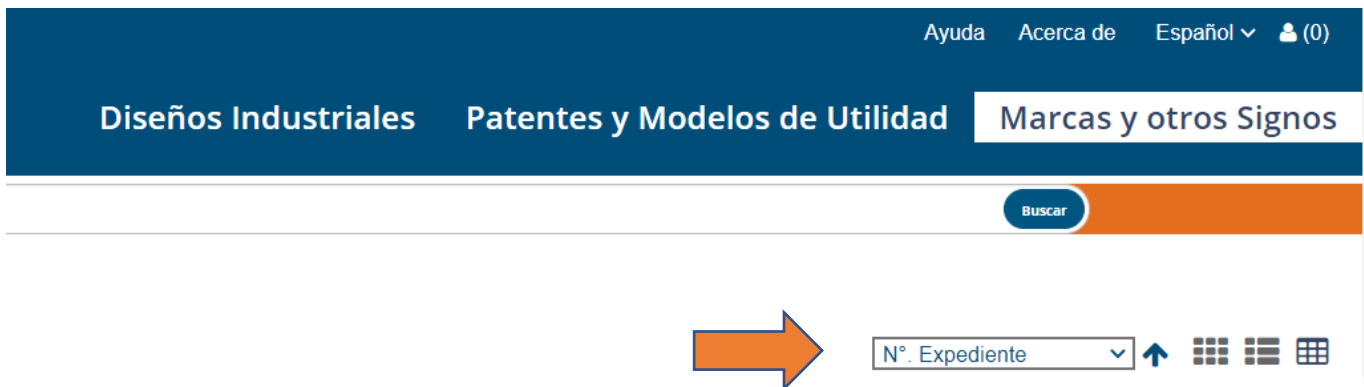 Ayuda Acerca de Español (0)
Diseños Industriales Patentes y Modelos de Utilidad Marcas y otros Signos
Buscar
N°. Expediente